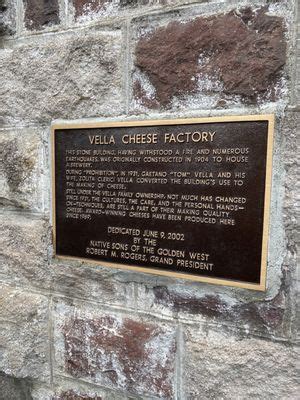 VELLA CHEESE FACTORY
THIS STONE BUILDING, HAVING WITHSTOOD A FIRE AND NUMEROUS
EARTHQUAKES, WAS ORIGINALLY CONSTRUCTED IN 1904 TO HOUSE
A BREWERY.
DURING "PROHIBITION", IN 1931, GAETANO "TOM" VELLA AND HIS
WIFE, ZOLITA CLERICI VELLA CONVERTED THE BUILDING'S USE TO
THE MAKING OF CHEESE.
STILL UNDER THE VELLA FAMILY OWNERSHIP, NOT MUCH HAS CHANGED
SINCE 1931, THE CULTURES, THE CARE, AND THE PERSONAL HANDS-
ON-TECHNIQUES, ARE STILL A PART OF THEIR MAKING QUALITY
CHEESE. AWARD-WINNING CHEESES HAVE BEEN PRODUCED HERE
SINCE
DEDICATED JUNE 9, 2002
BY THE
NATIVE SONS OF THE GOLDEN WEST
ROBERT M. ROGERS, GRAND PRESIDENT